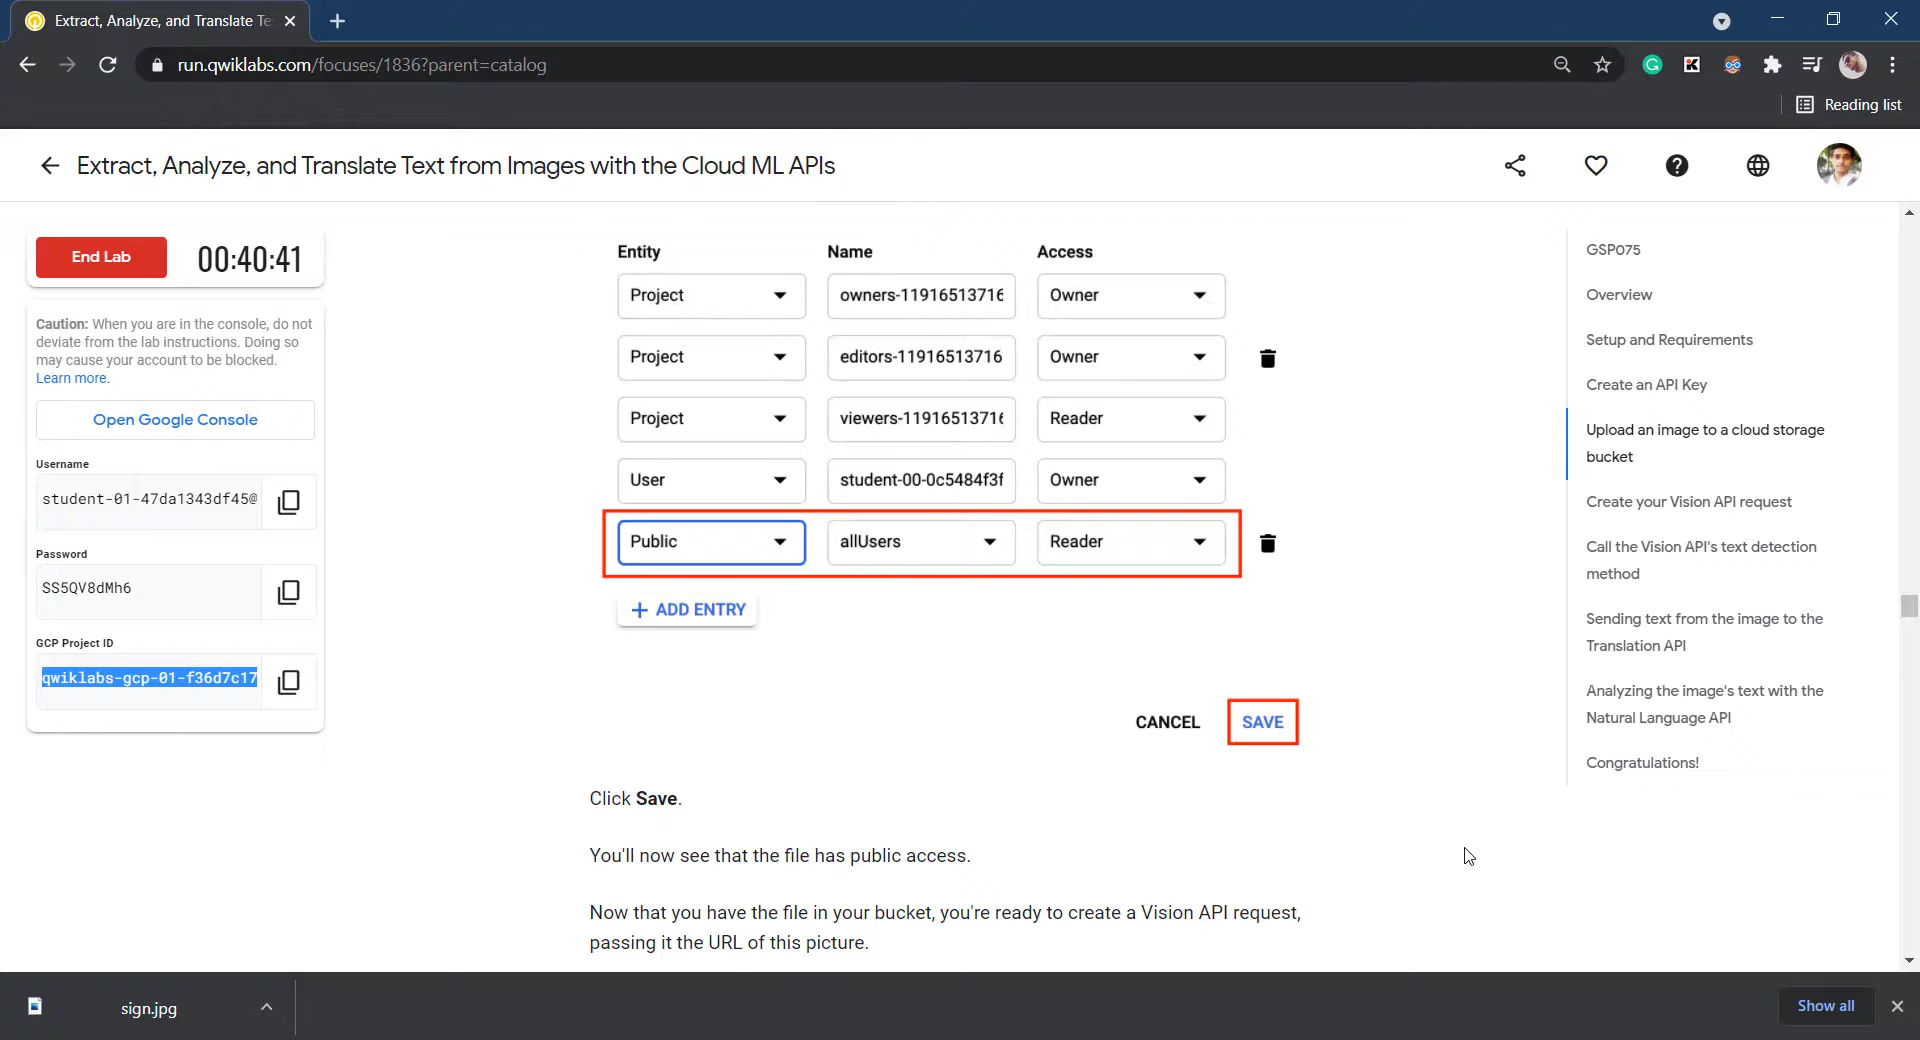 Extract, Analyze, and Translate Te
run.qwiklabs.com/focuses/1836?parent=catalog
Reading list
Extract, Analyze, and Translate Text from Images with the Cloud ML APIs
End Lab
00:40:41
Caution: When you are in the console, do not
deviate from the lab instructions. Doing so
may cause your account to be blocked.
Learn more.
Open Google Console
Username
student-01-47da1343df45@
Password
SS5QV8dMh6
GCP Project ID
qwiklabs-gcp-01-f36d7c17
Entity Name Access
Project owners-11916513716 Owner
Project editors-11916513716 Owner
Project viewers-11916513716 Reader
User student-00-0c5484f3f Owner
Public allUsers Reader
+ ADD ENTRY
CANCEL SAVE
Click Save.
You'll now see that the file has public access.
Now that you have the file in your bucket, you're ready to create a Vision API request,
passing it the URL of this picture.
GSP075
Overview
Setup and Requirements
Create an API Key
Upload an image to a cloud storage
bucket
Create your Vision API request
Call the Vision API's text detection
method
Sending text from the image to the
Translation API
Analyzing the image's text with the
Natural Language API
Congratulations!
sign.jpg
Show all